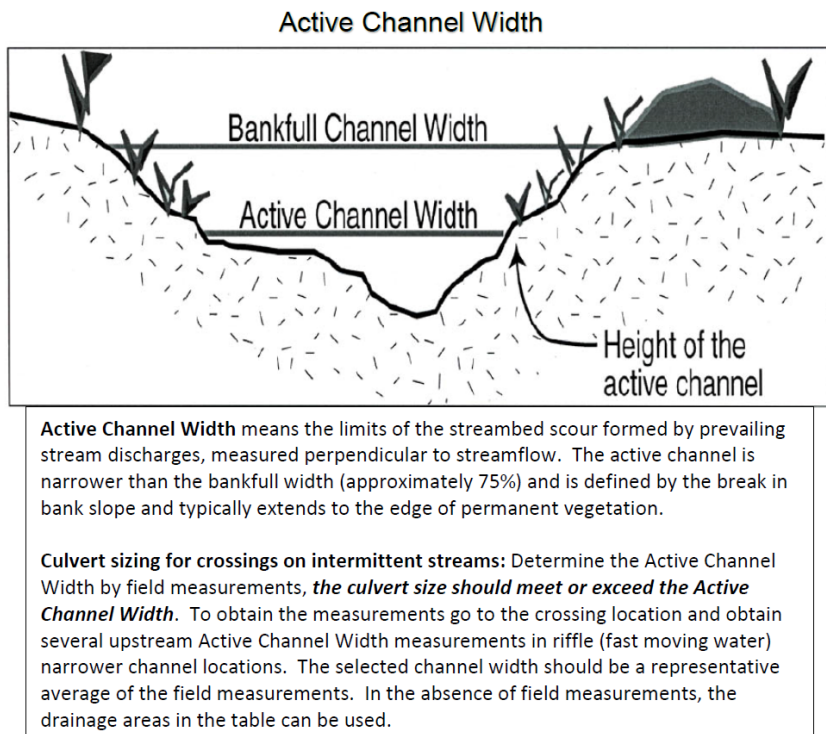 Active Channel Width
Bankfull Channel Width
Active Channel Width
Height of the
active channel
Active Channel Width means the limits of the streambed scour formed by prevailing
stream discharges, measured perpendicular to streamflow.  The active channel is
narrower than the bankfull width (approximately 75%) and is defined by the break in
bank slope and typically extends to the edge of permanent vegetation.
Culvert sizing for crossings on intermittent streams: Determine the Active Channel
Width by field measurements, the culvert size should meet or exceed the Active
Channel Width.  To obtain the measurements go to the crossing location and obtain
several upstream Active Channel Width measurements in riffle (fast moving water)
narrower channel locations.  The selected channel width should be a representative
average of the field measurements.  In the absence of field measurements, the
drainage areas in the table can be used.